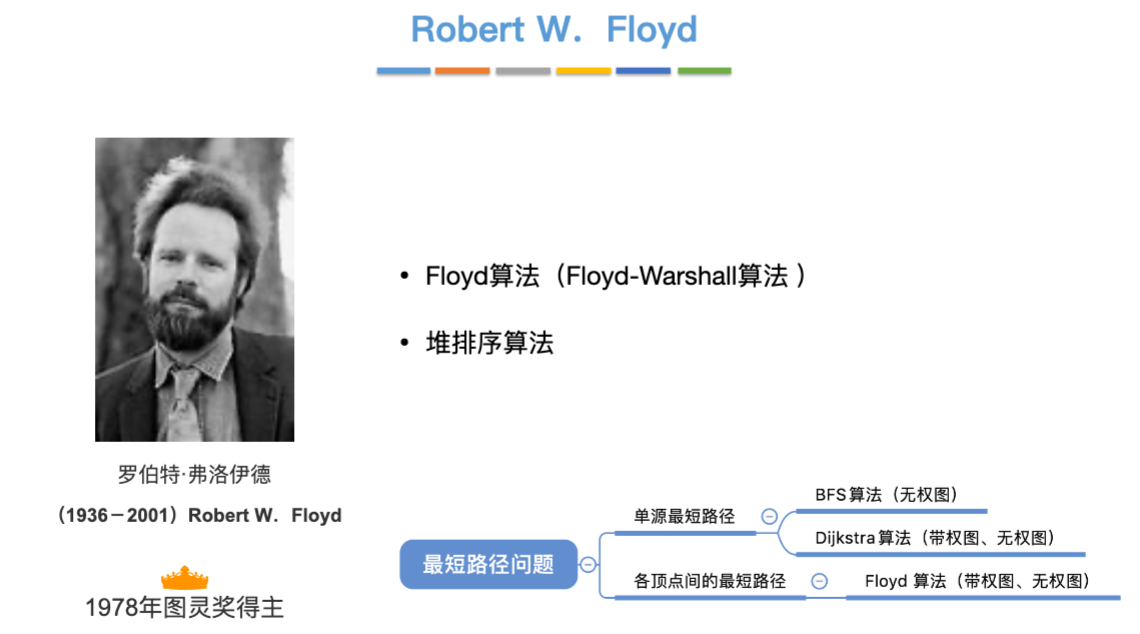 Robert W．Floyd
• Floyd算法（Floyd-Warshall算法 ）
• 堆排序算法
罗伯特·弗洛伊德
（1936－2001）Robert W．Floyd
1978年图灵奖得主
最短路径问题
单源最短路径
BFS 算法（无权图）
Dijkstra 算法（带权图、无权图）
各顶点间的最短路径
Floyd 算法（带权图、无权图）